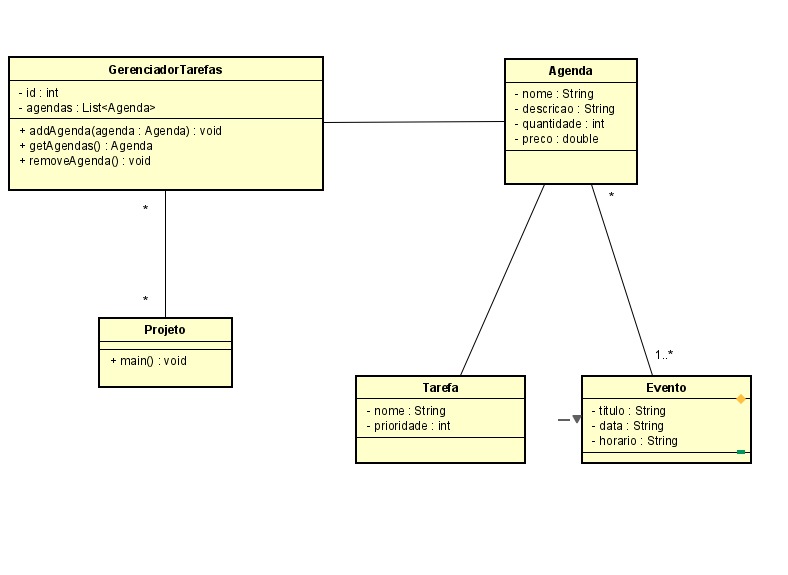 GerenciadorTarefas
- id : int
- agendas : List<Agenda>
+ addAgenda(agenda : Agenda) : void
+ getAgendas() : Agenda
+ removeAgenda() : void
Agenda
- nome : String
- descricao : String
- quantidade : int
- preco : double
*
*
*
1..*
Projeto
+ main() : void
Tarefa
- nome : String
- prioridade : int
Evento
- titulo : String
- data : String
- horario : String